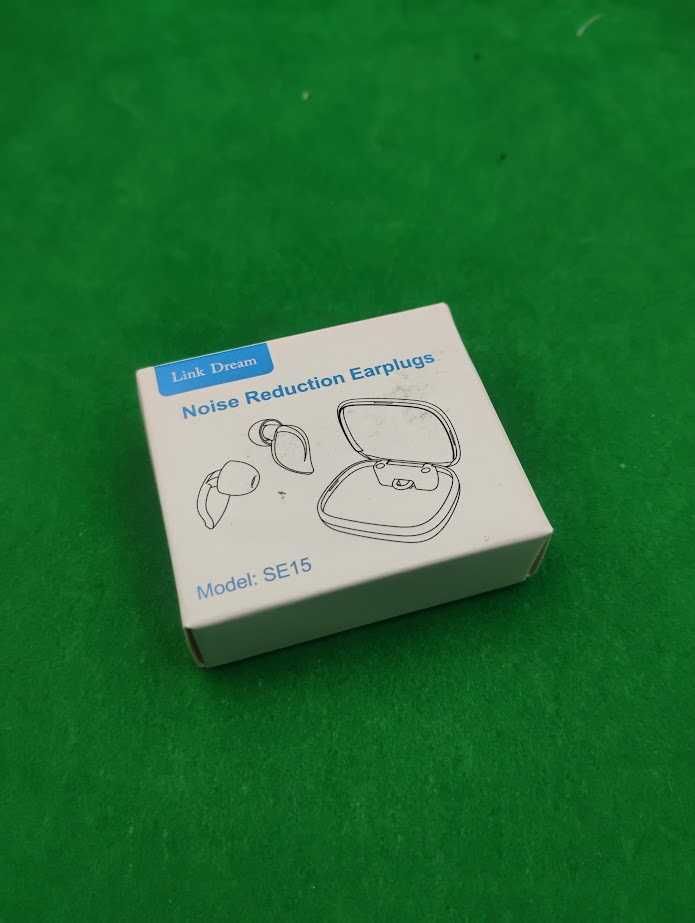 Link Dream
Noise Reduction Earplugs
Model: SE15